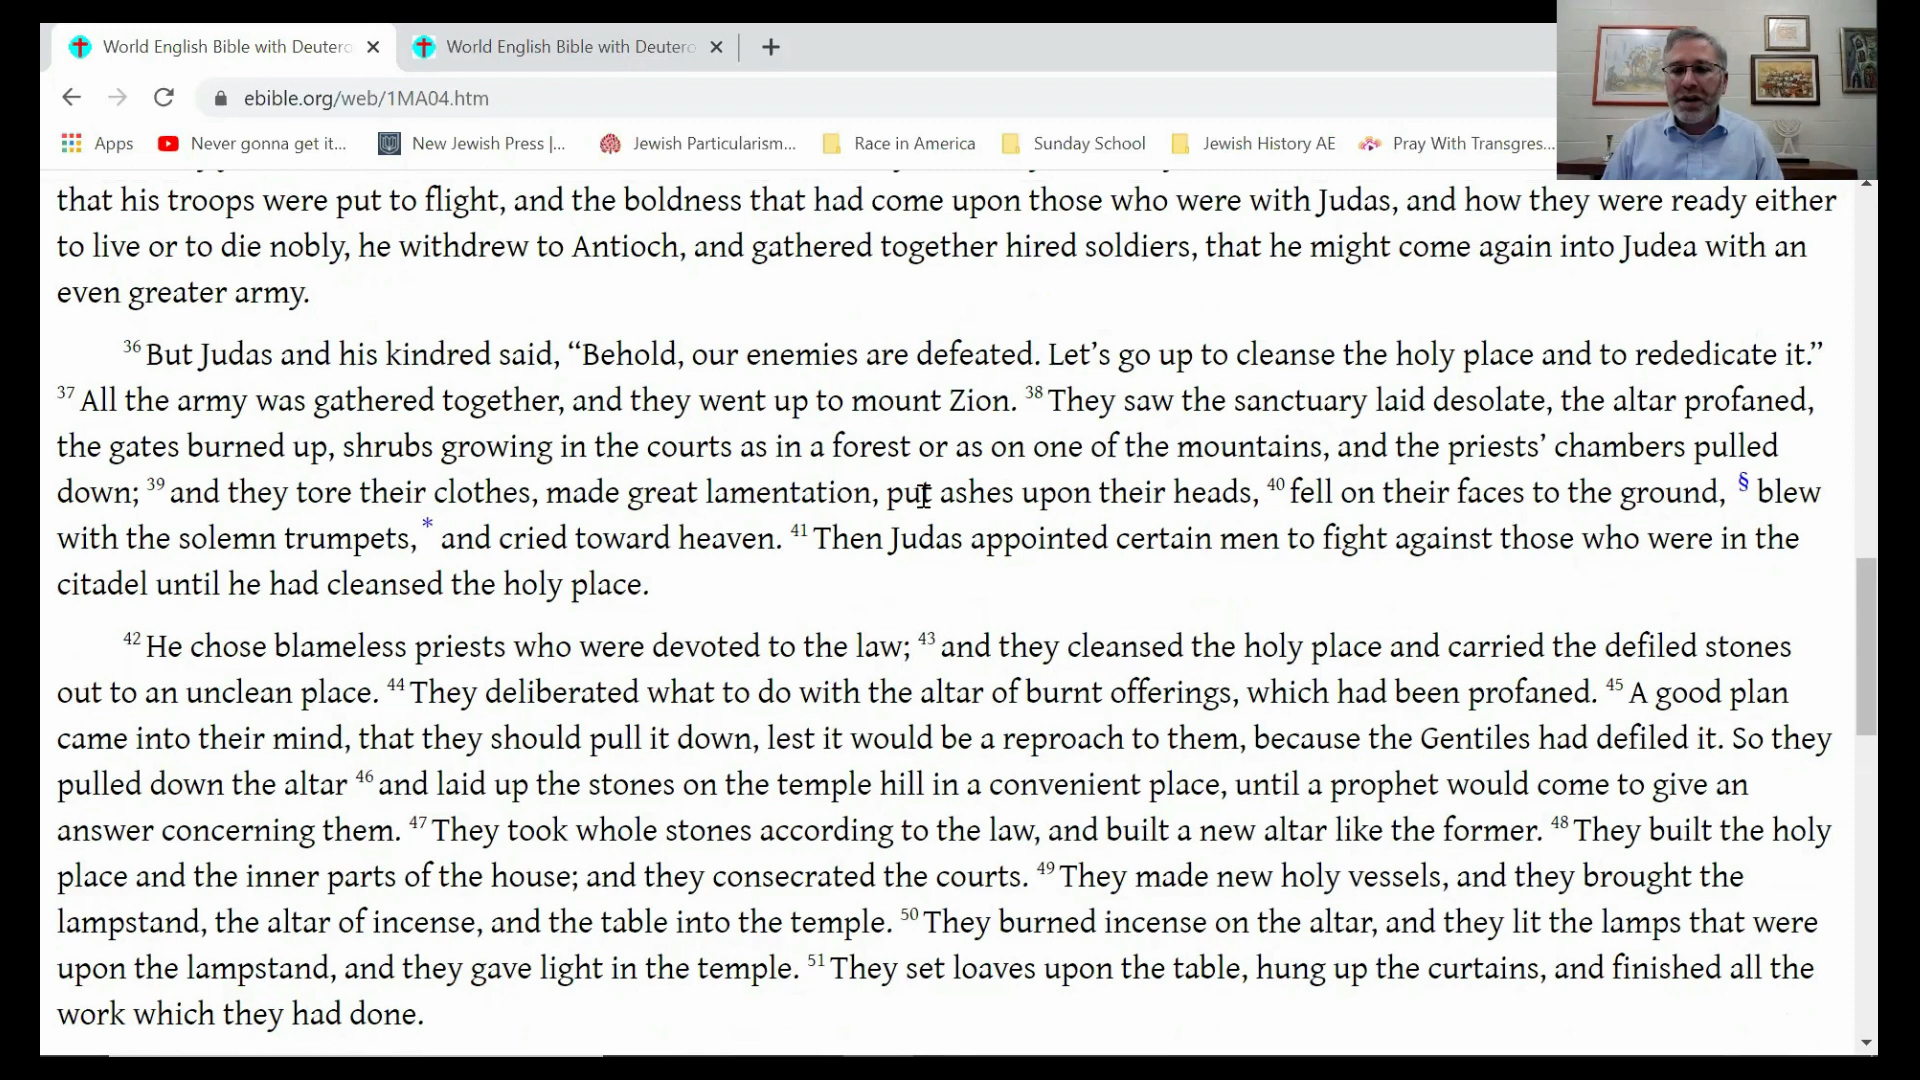 World English Bible with Deutero
World English Bible with Deutero
ebible.org/web/1MA04.htm
Apps
Never gonna get it...
New Jewish Press |...
Jewish Particularism...
Race in America
Sunday School
Jewish History AE
Pray With Transgres...
that his troops were put to flight, and the boldness that had come upon those who were with Judas, and how they were ready either
to live or to die nobly, he withdrew to Antioch, and gathered together hired soldiers, that he might come again into Judea with an
even greater army.
36 But Judas and his kindred said, “Behold, our enemies are defeated. Let’s go up to cleanse the holy place and to rededicate it.”
37 All the army was gathered together, and they went up to mount Zion. 38 They saw the sanctuary laid desolate, the altar profaned,
the gates burned up, shrubs growing in the courts as in a forest or as on one of the mountains, and the priests’ chambers pulled
down; 39 and they tore their clothes, made great lamentation, put ashes upon their heads, 40 fell on their faces to the ground, § blew
with the solemn trumpets, * and cried toward heaven. 41 Then Judas appointed certain men to fight against those who were in the
citadel until he had cleansed the holy place.
42 He chose blameless priests who were devoted to the law; 43 and they cleansed the holy place and carried the defiled stones
out to an unclean place. 44 They deliberated what to do with the altar of burnt offerings, which had been profaned. 45 A good plan
came into their mind, that they should pull it down, lest it would be a reproach to them, because the Gentiles had defiled it. So they
pulled down the altar 46 and laid up the stones on the temple hill in a convenient place, until a prophet would come to give an
answer concerning them. 47 They took whole stones according to the law, and built a new altar like the former. 48 They built the holy
place and the inner parts of the house; and they consecrated the courts. 49 They made new holy vessels, and they brought the
lampstand, the altar of incense, and the table into the temple. 50 They burned incense on the altar, and they lit the lamps that were
upon the lampstand, and they gave light in the temple. 51 They set loaves upon the table, hung up the curtains, and finished all the
work which they had done.